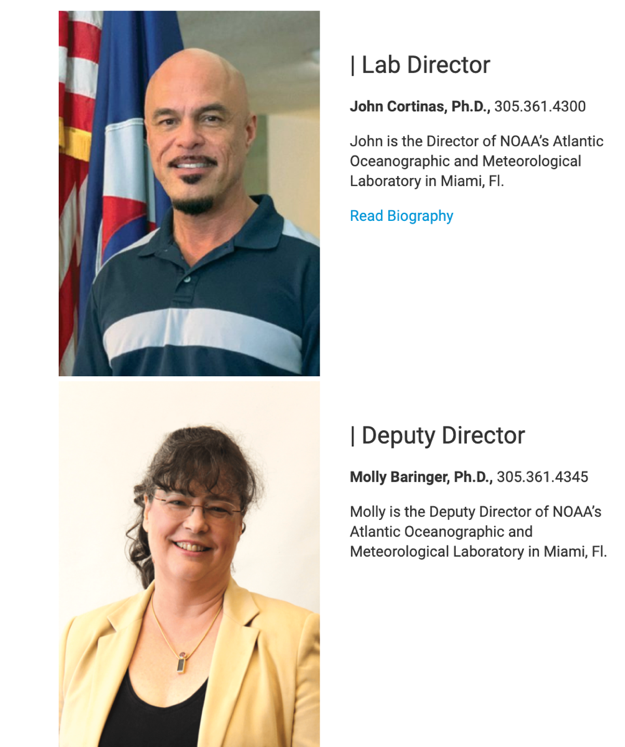 | Lab Director
John Cortinas, Ph.D., 305.361.4300
John is the Director of NOAA's Atlantic
Oceanographic and Meteorological
Laboratory in Miami, Fl.
Read Biography
| Deputy Director
Molly Baringer, Ph.D., 305.361.4345
Molly is the Deputy Director of NOAA's
Atlantic Oceanographic and
Meteorological Laboratory in Miami, Fl.